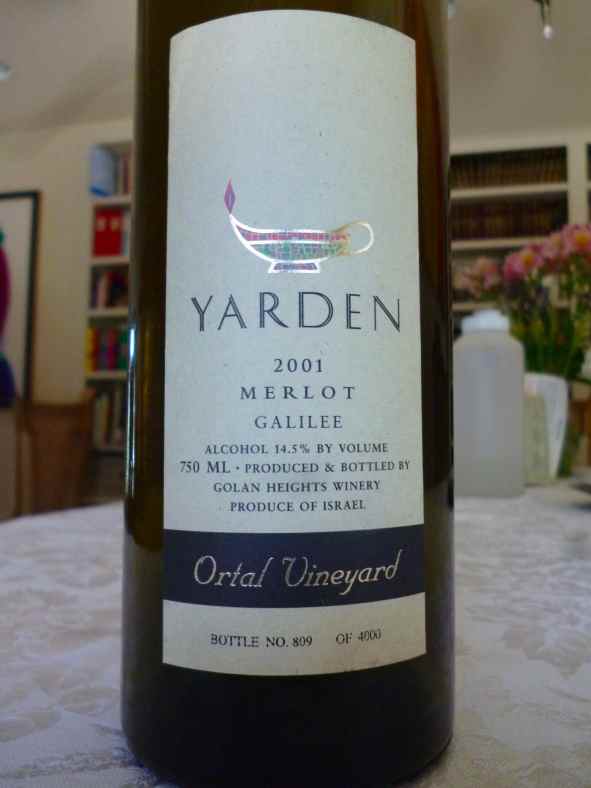 YARDEN
2001
MERLOT
GALILEE
ALCOHOL 14.5% BY VOLUME
750 ML • PRODUCED & BOTTLED BY
GOLAN HEIGHTS WINERY
PRODUCE OF ISRAEL
Ortal Vineyard
BOTTLE NO. 809 OF 4000